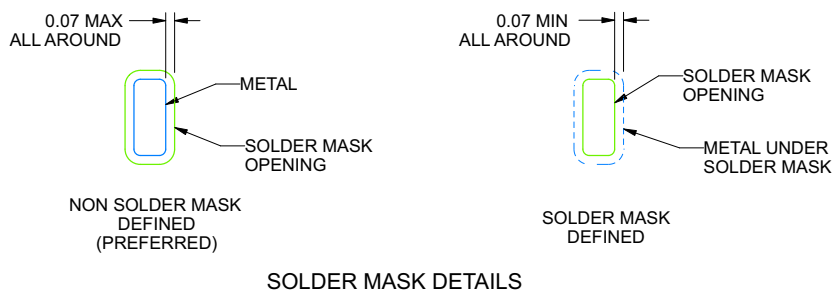 0.07 MAX
ALL AROUND
METAL
SOLDER MASK
OPENING
NON SOLDER MASK
DEFINED
(PREFERRED)
0.07 MIN
ALL AROUND
SOLDER MASK
OPENING
METAL UNDER
SOLDER MASK
SOLDER MASK
DEFINED
SOLDER MASK DETAILS